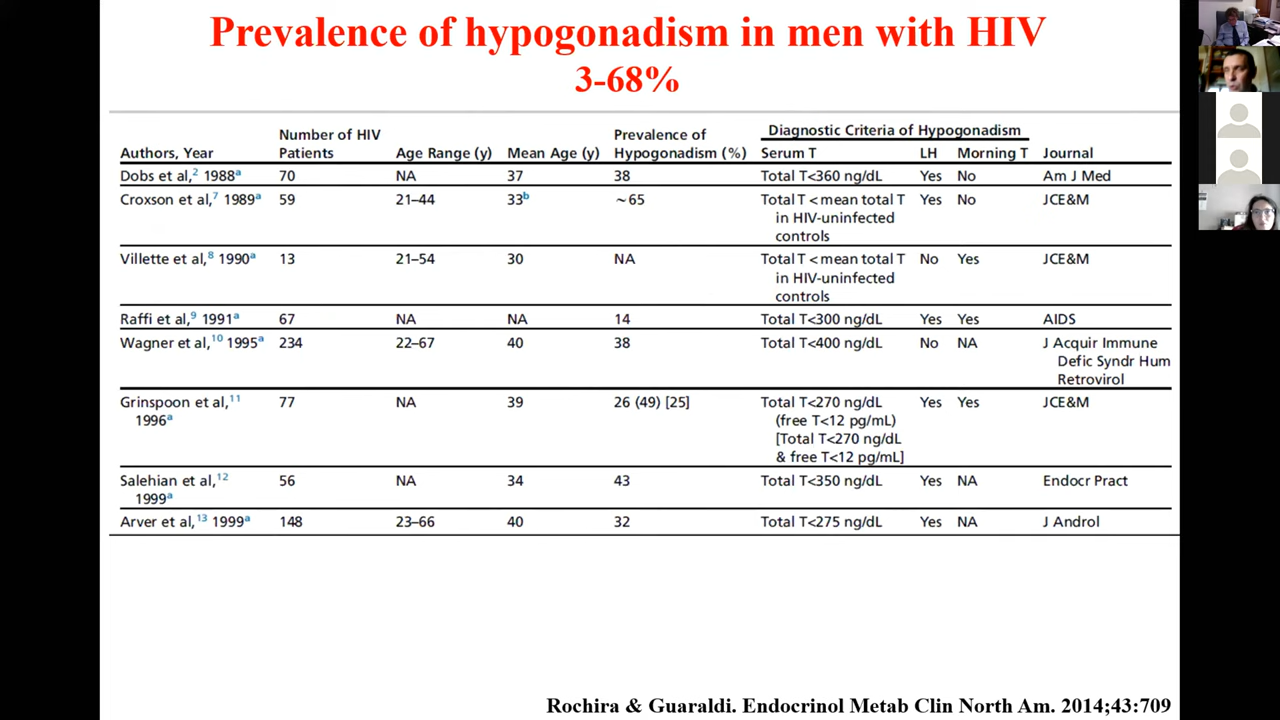 Prevalence of hypogonadism in men with HIV
3-68%
Number of HIV Prevalence of Diagnostic Criteria of Hypogonadism
Authors, Year Patients Age Range (y) Mean Age (y) Hypogonadism (%) Serum T LH Morning T Journal
Dobs et al,2 1988a 70 NA 37 38 Total T<360 ng/dL Yes No Am J Med
Croxson et al,7 1989a 59 21–44 33b ~65 Total T < mean total T Yes No JCE&M
in HIV-uninfected
controls
Villette et al,8 1990a 13 21–54 30 NA Total T < mean total T No Yes JCE&M
in HIV-uninfected
controls
Raffi et al,9 1991a 67 NA NA 14 Total T<300 ng/dL Yes Yes AIDS
Wagner et al,10 1995a 234 22–67 40 38 Total T<400 ng/dL No NA J Acquir Immune
Defic Syndr Hum
Retrovirol
Grinspoon et al,11 77 NA 39 26 (49) [25] Total T<270 ng/dL Yes Yes JCE&M
1996a (free T<12 pg/mL)
[Total T<270 ng/dL
& free T<12 pg/mL]
Salehian et al,12 56 NA 34 43 Total T<350 ng/dL Yes NA Endocr Pract
1999a
Arver et al,13 1999a 148 23–66 40 32 Total T<275 ng/dL Yes NA J Androl
Rochira & Guaraldi. Endocrinol Metab Clin North Am. 2014;43:709